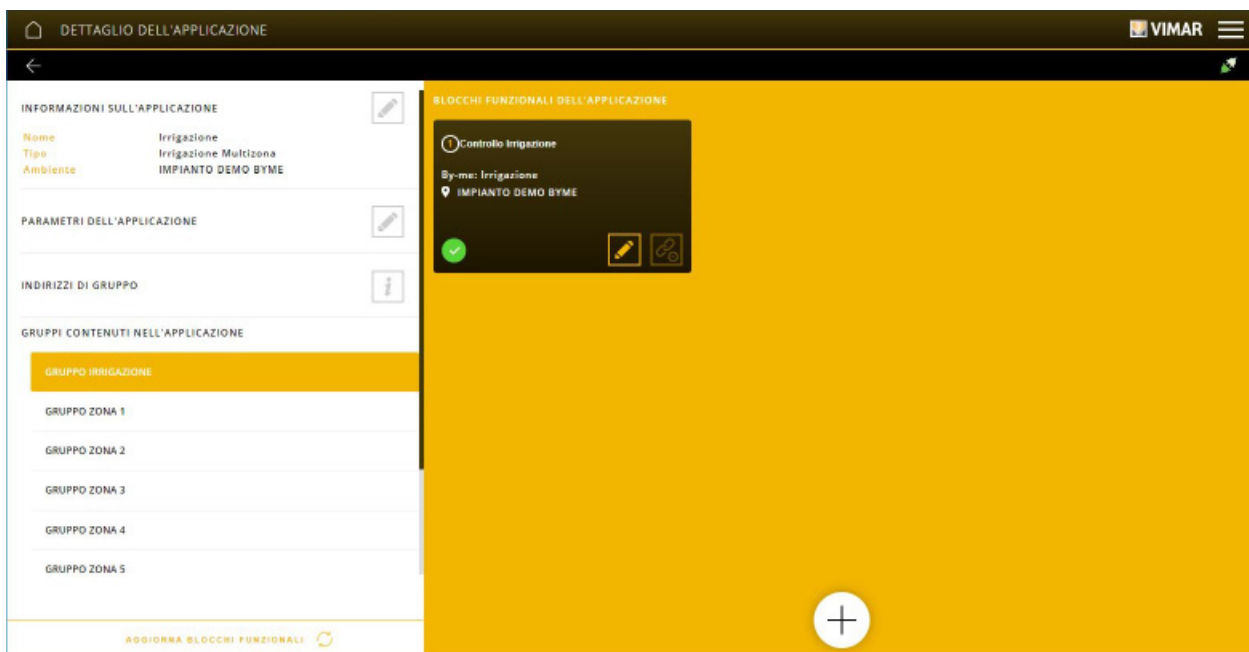 DETTAGLIO DELL'APPLICAZIONE
VIMAR
INFORMAZIONI SULL'APPLICAZIONE
Nome Irrigazione
Tipo Irrigazione Multizona
Ambiente IMPIANTO DEMO BYME
PARAMETRI DELL'APPLICAZIONE
INDIRIZZI DI GRUPPO
i
GRUPPI CONTENUTI NELL'APPLICAZIONE
GRUPPO IRRIGAZIONE
GRUPPO ZONA 1
GRUPPO ZONA 2
GRUPPO ZONA 3
GRUPPO ZONA 4
GRUPPO ZONA 5
AGGIORNA BLOCCHI FUNZIONALI
BLOCCHI FUNZIONALI DELL'APPLICAZIONE
1 Controllo Irrigazione
By-me: Irrigazione
IMPIANTO DEMO BYME